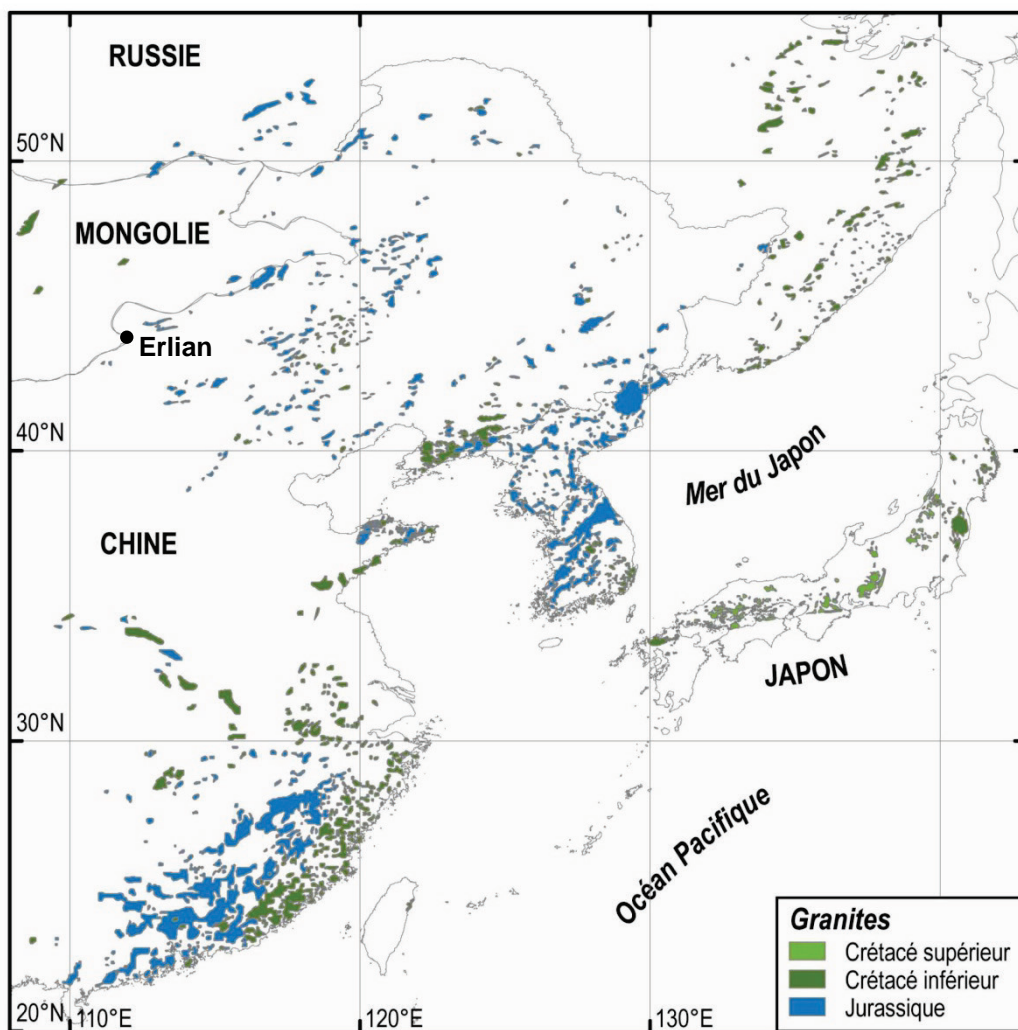 RUSSIE
50°N
MONGOLIE
Erlian
40°N
Mer du Japon
CHINE
JAPON
30°N
Océan Pacifique
Granites
Crétacé supérieur
Crétacé inférieur
Jurassique
20°N
110°E
120°E
130°E